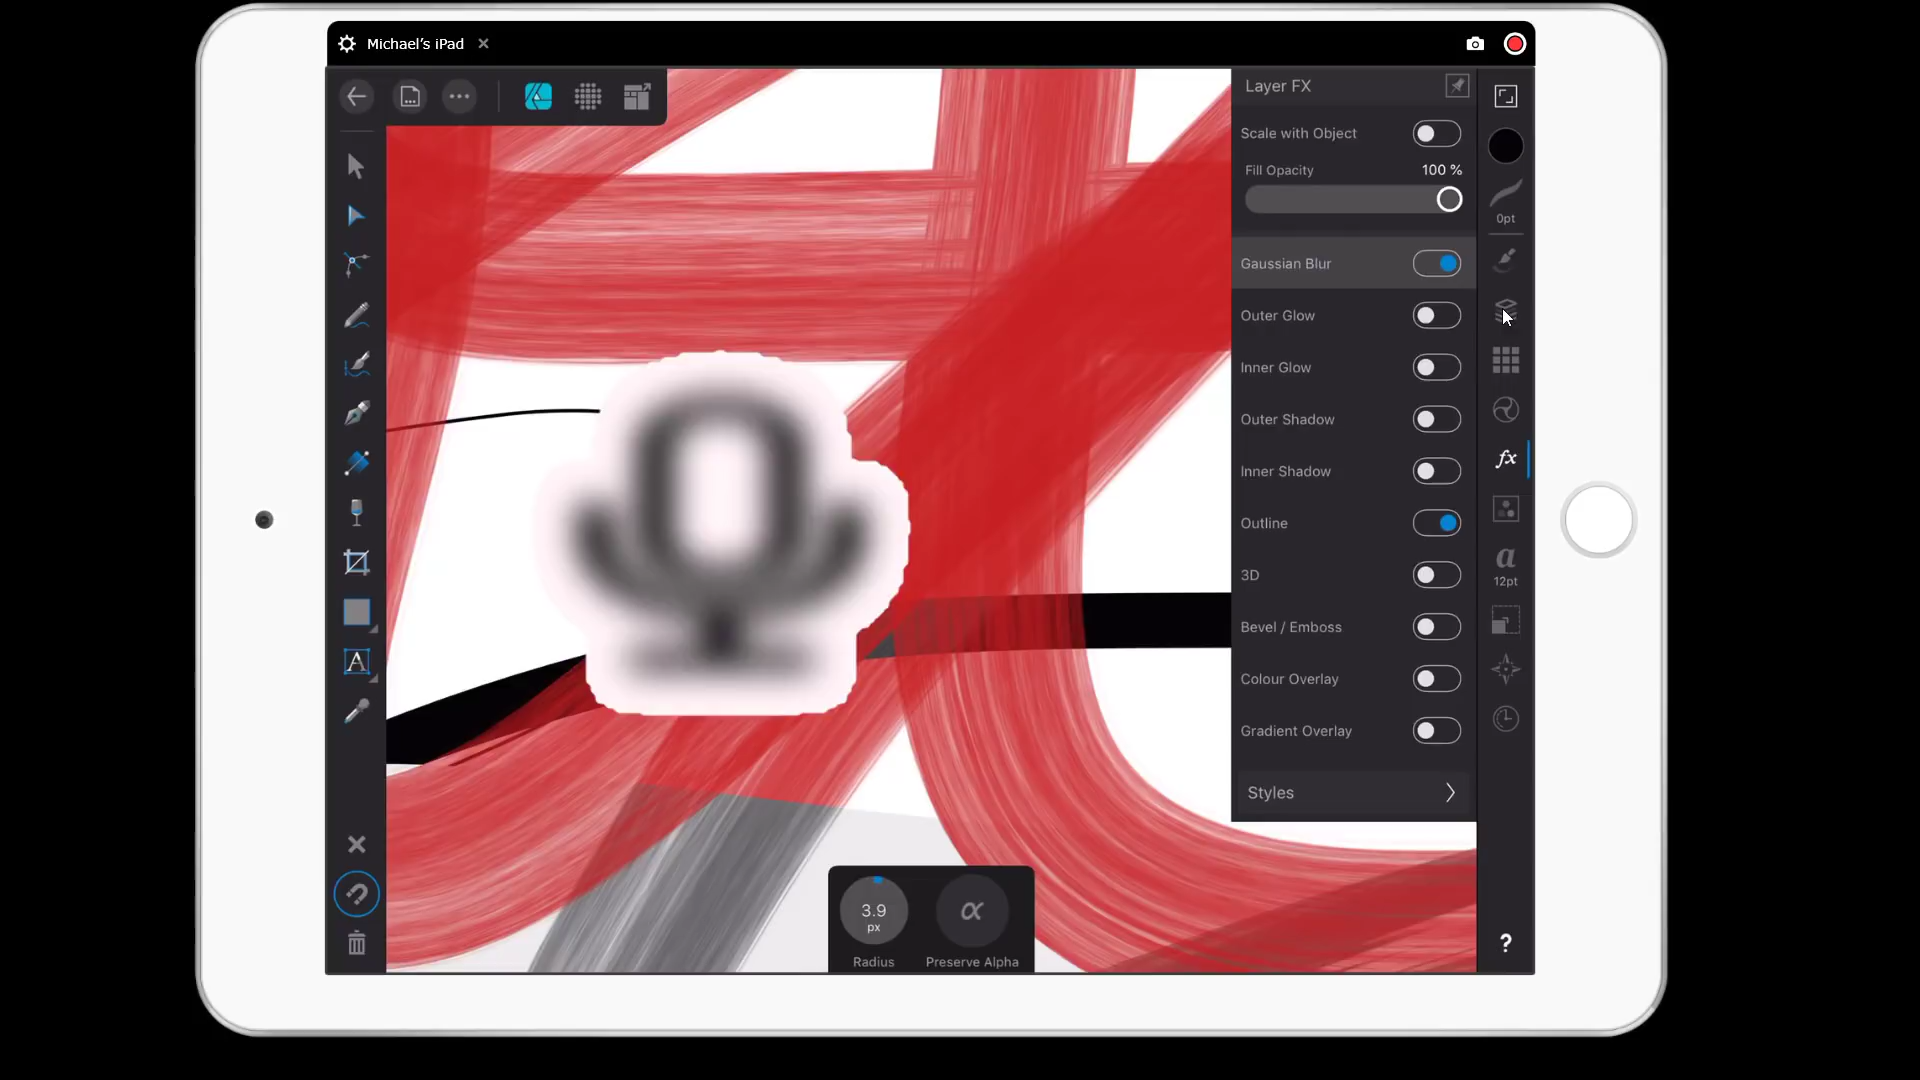 Michael's iPad
Layer FX
Scale with Object
Fill Opacity 100 %
0pt
Gaussian Blur
Outer Glow
Inner Glow
Outer Shadow
fx
Inner Shadow
Outline
3D
a
12pt
Bevel / Emboss
A
Colour Overlay
Gradient Overlay
Styles
3.9
px
α
?
Radius Preserve Alpha